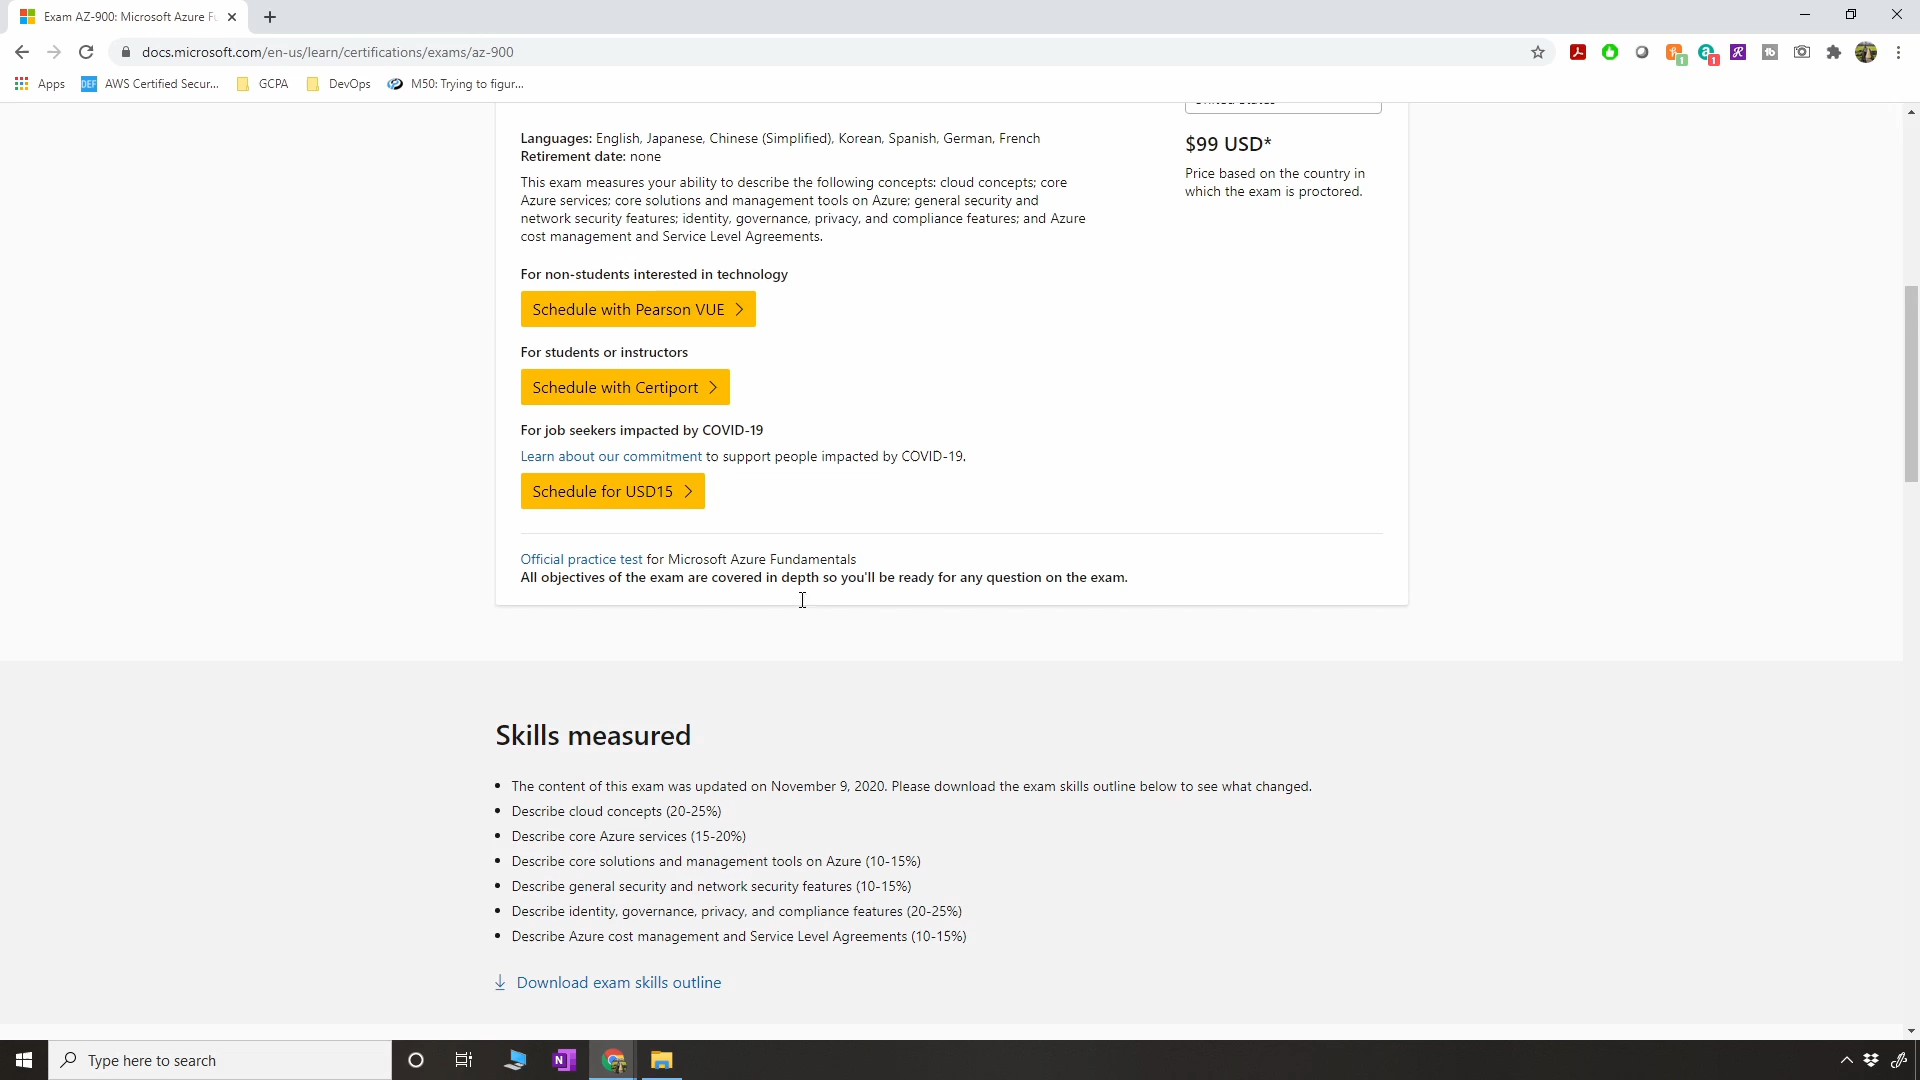 Exam AZ-900: Microsoft Azure Fu
docs.microsoft.com/en-us/learn/certifications/exams/az-900
Apps
DEF
AWS Certified Secur...
GCPA
DevOps
M50: Trying to figur...
Languages: English, Japanese, Chinese (Simplified), Korean, Spanish, German, French
Retirement date: none
This exam measures your ability to describe the following concepts: cloud concepts; core
Azure services; core solutions and management tools on Azure; general security and
network security features; identity, governance, privacy, and compliance features; and Azure
cost management and Service Level Agreements.
$99 USD*
Price based on the country in
which the exam is proctored.
For non-students interested in technology
Schedule with Pearson VUE
For students or instructors
Schedule with Certiport
For job seekers impacted by COVID-19
Learn about our commitment to support people impacted by COVID-19.
Schedule for USD15
Official practice test for Microsoft Azure Fundamentals
All objectives of the exam are covered in depth so you'll be ready for any question on the exam.
Skills measured
The content of this exam was updated on November 9, 2020. Please download the exam skills outline below to see what changed.
Describe cloud concepts (20-25%)
Describe core Azure services (15-20%)
Describe core solutions and management tools on Azure (10-15%)
Describe general security and network security features (10-15%)
Describe identity, governance, privacy, and compliance features (20-25%)
Describe Azure cost management and Service Level Agreements (10-15%)
Download exam skills outline
Type here to search